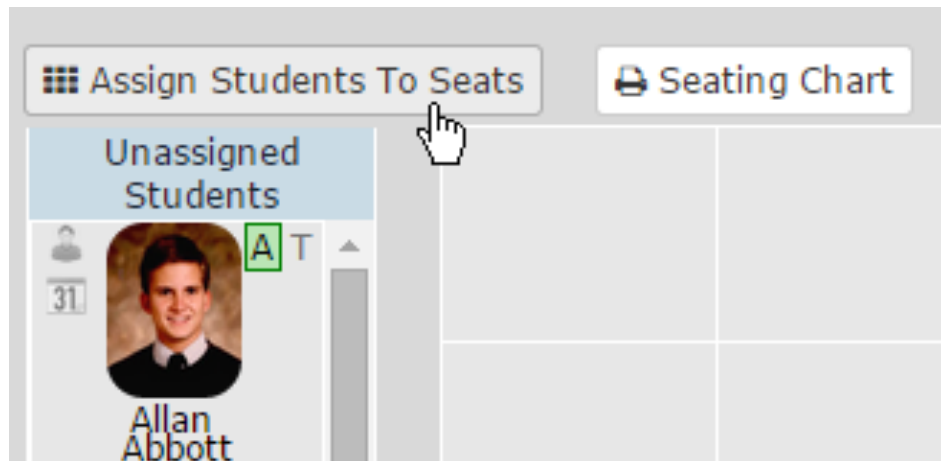 Assign Students To Seats
Seating Chart
Unassigned
Students
A T
31
Allan
Abbott